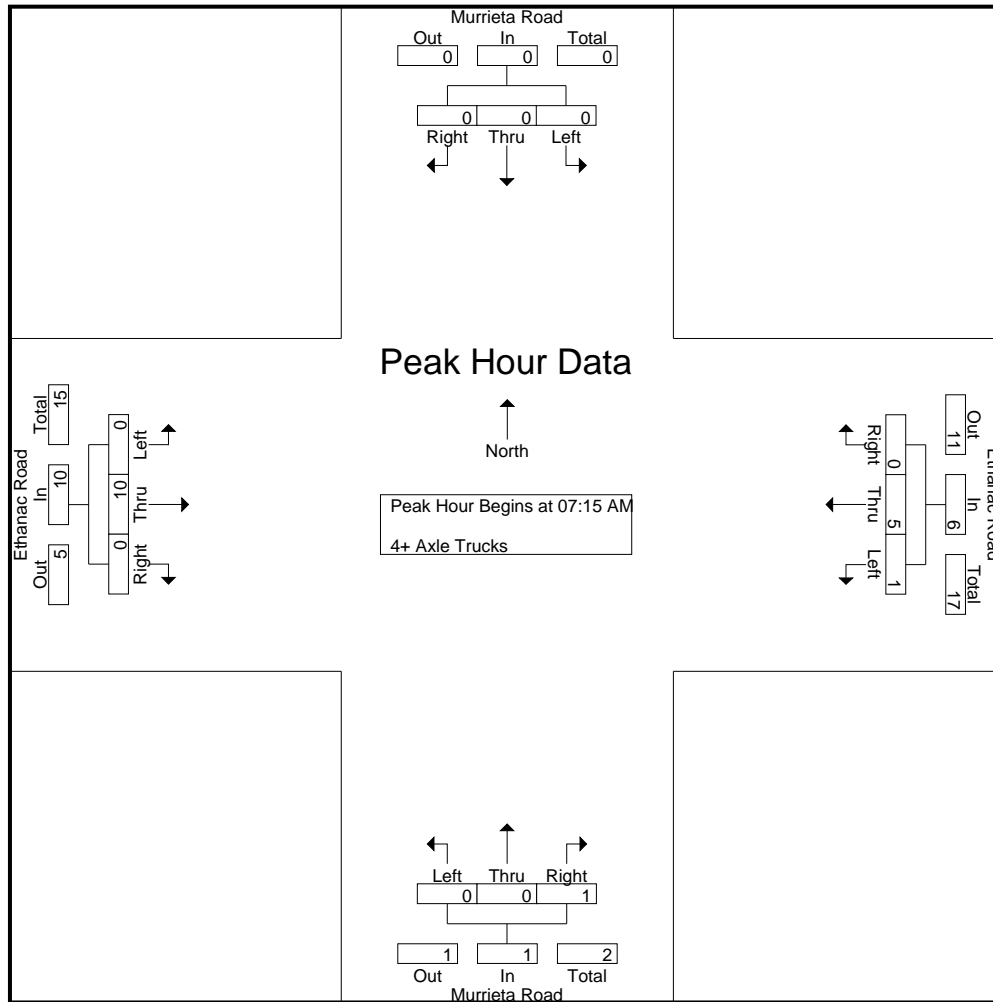 Murrieta Road
Out In Total
0 0 0
0 0 0
Right Thru Left
Peak Hour Data
North
Peak Hour Begins at 07:15 AM
4+ Axle Trucks
Ethanac Road
Total In Out
15 10 5
0 10 0
Left Thru Right
Right Thru Left
0 5 1
Out In Total
11 6 17
Ethanac Road
Left Thru Right
0 0 1
1 1 2
Out In Total
Murrieta Road